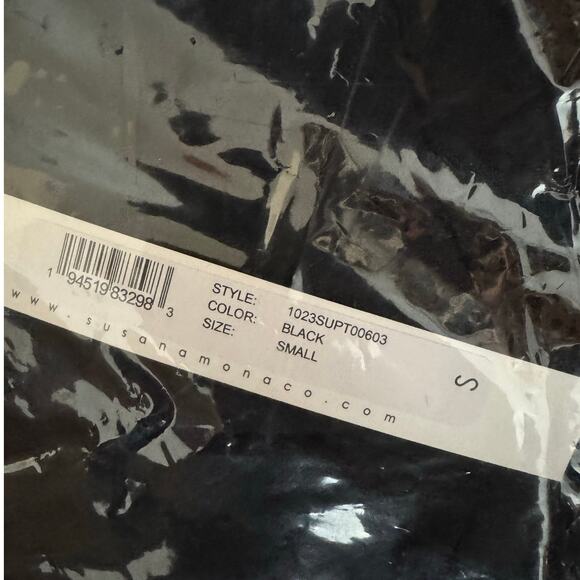 1 94519 83298 3
STYLE: 1023SUPT00603
COLOR: BLACK
SIZE: SMALL
S
www.susanamonaco.com